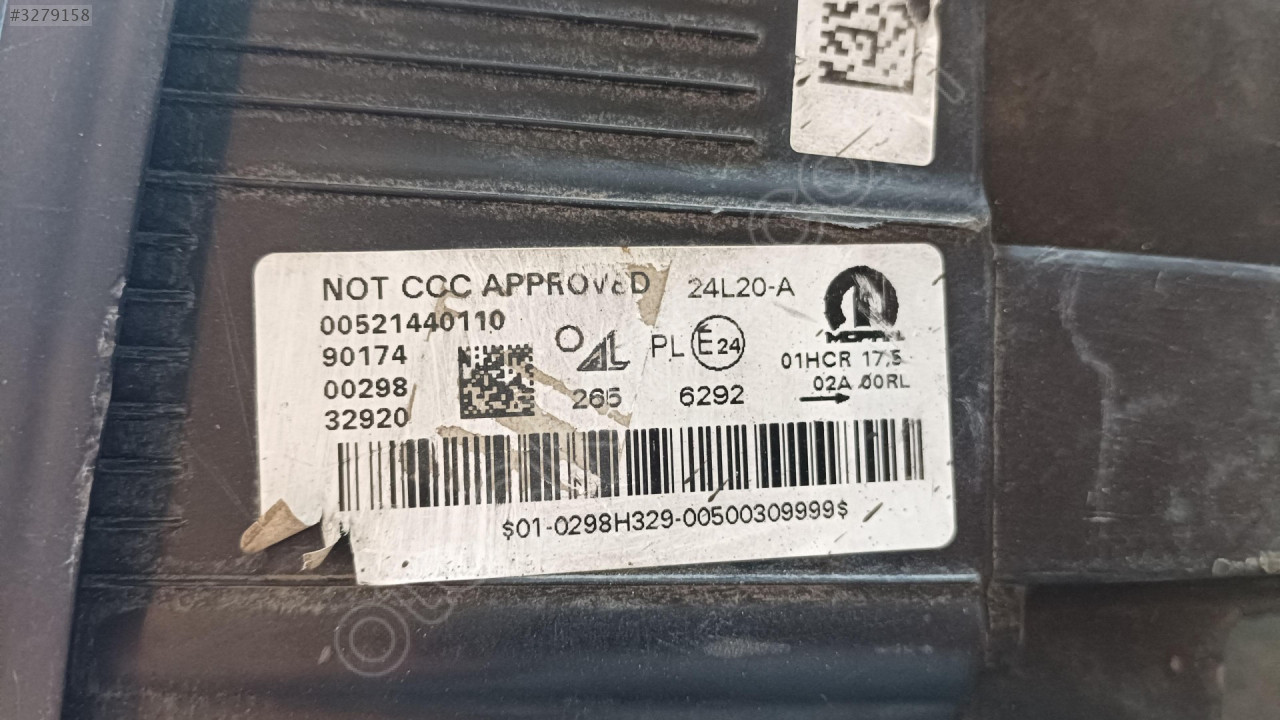 #3279158
NOT CCC APPROVED 24L20-A
00521440110
MOPAR
90174 PL E24 01HCR 17,5
00298 266 6292 02A 00RL
32920
$01-0298H329-00500309999$